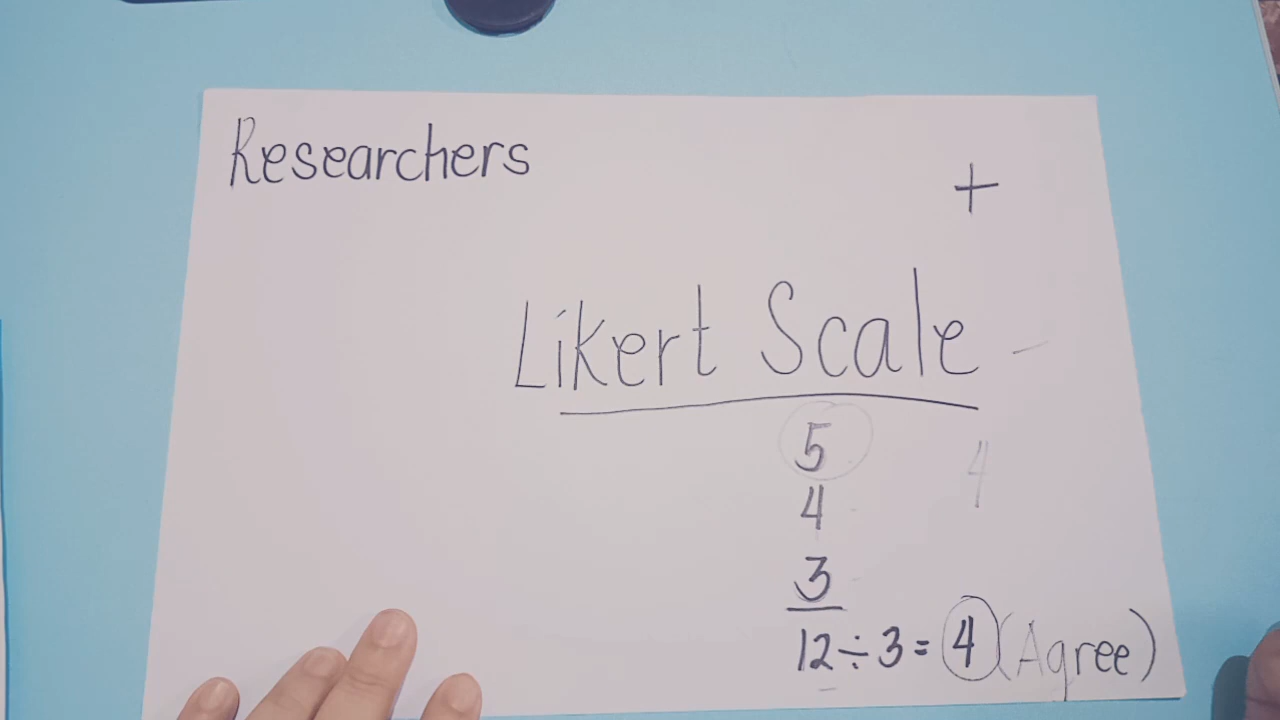 Researchers
+
Likert Scale -
5
4 4
3
12 ÷ 3 = 4 (Agree)